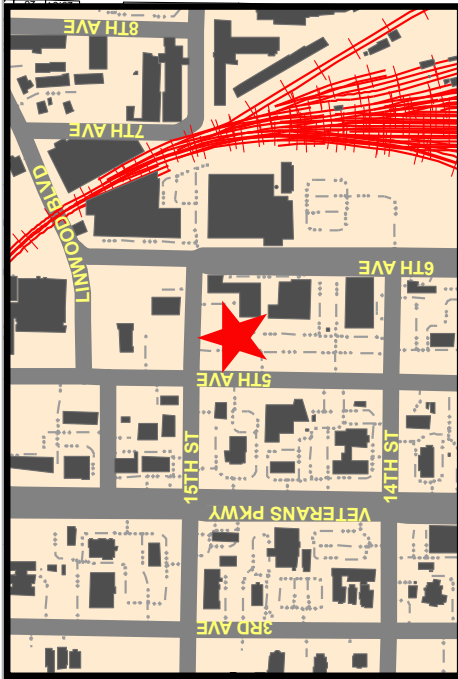 8TH AVE
7TH AVE
LINWOOD BLVD
6TH AVE
5TH AVE
15TH ST
14TH ST
VETERANS PKWY
3RD AVE